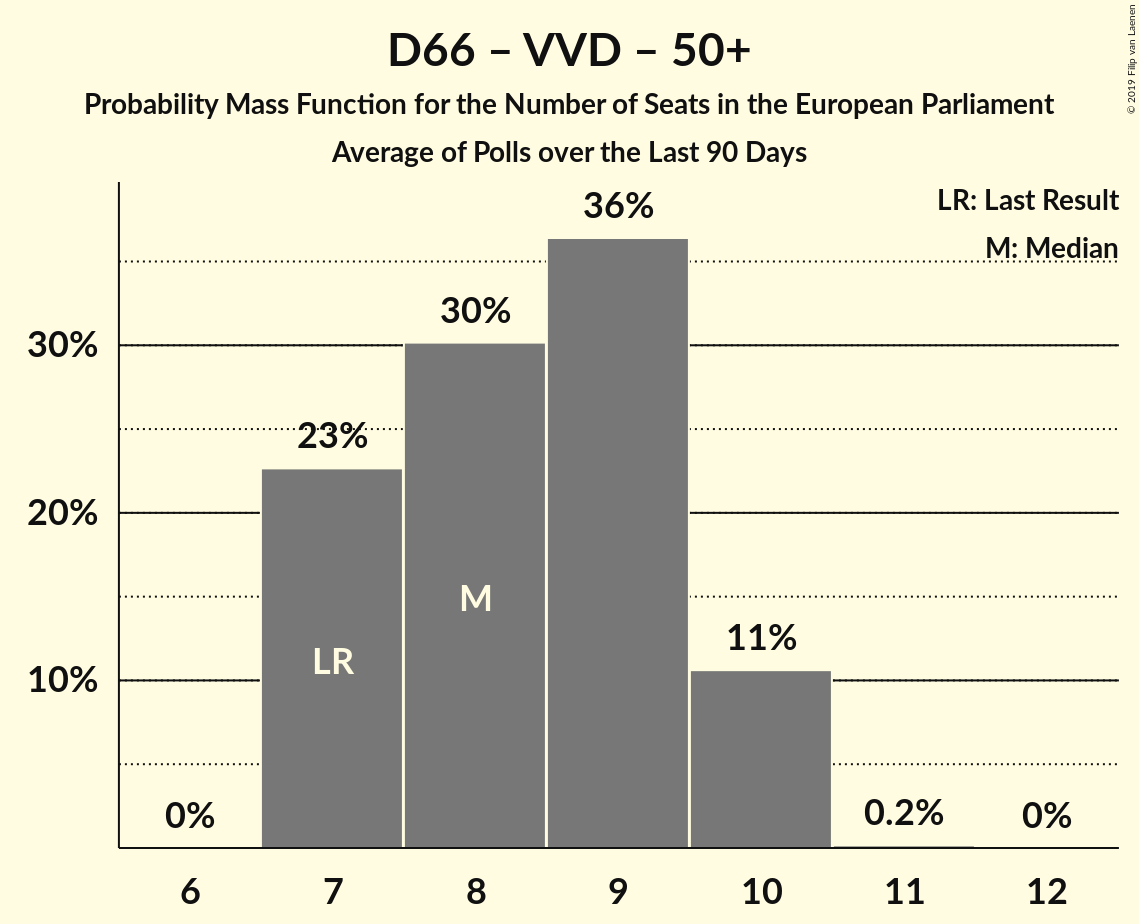 D66 – VVD – 50+
Probability Mass Function for the Number of Seats in the European Parliament
Average of Polls over the Last 90 Days
© 2019 Filip van Laenen
LR: Last Result
M: Median
36%
30%
30%
23%
20%
M
11%
LR
10%
0%
0.2%
0%
6 7 8 9 10 11 12